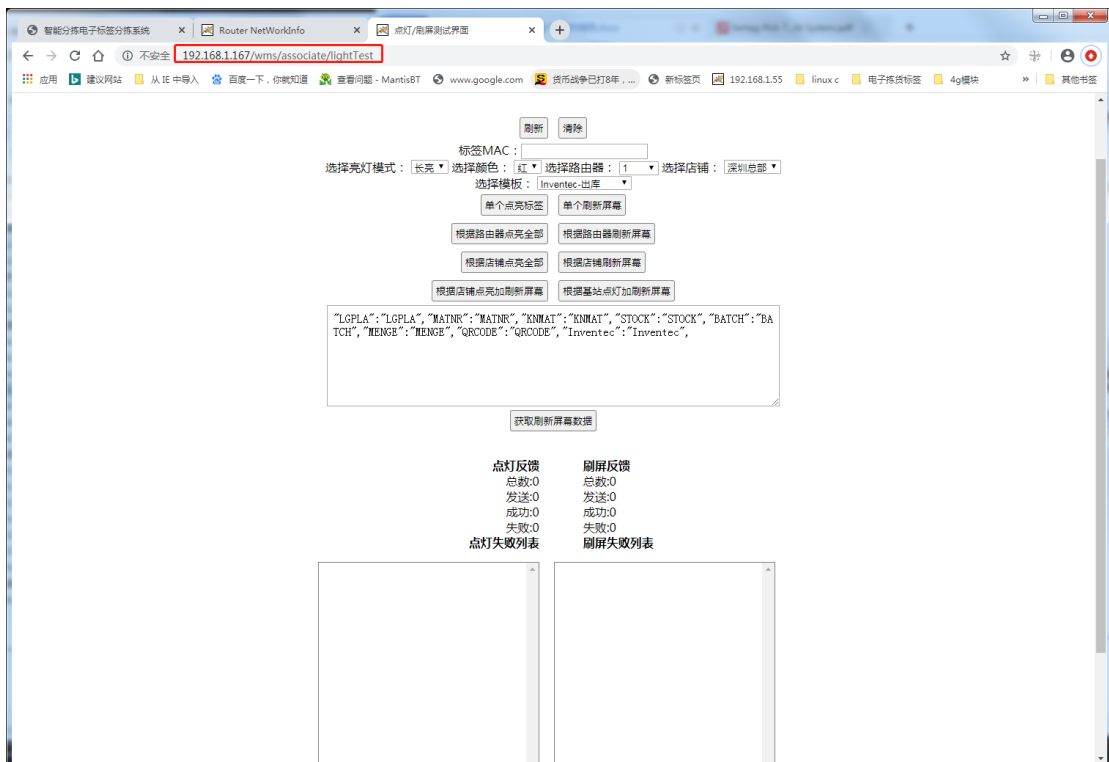 智能分拣电子标签分拣系统 × Router NetWorkInfo × 点灯/刷屏测试界面 × +
不安全 192.168.1.167/wms/associate/lightTest
应用 建议网站 从 IE 中导入 百度一下，你就知道 查看问题 - MantisBT www.google.com 货币战争已打8年，... 新标签页 192.168.1.55 linux c 电子拣货标签 4g模块 » 其他书签
刷新 清除
标签MAC：
选择亮灯模式： 长亮 选择颜色： 红 选择路由器： 1 选择店铺： 深圳总部
选择模板： Inventec-出库
单个点亮标签 单个刷新屏幕
根据路由器点亮全部 根据路由器刷新屏幕
根据店铺点亮全部 根据店铺刷新屏幕
根据店铺点亮加刷新屏幕 根据基站点灯加刷新屏幕
"LGPLA":"LGPLA","MATNR":"MATNR","KNMAT":"KNMAT","STOCK":"STOCK","BATCH":"BA
TCH","MENGE":"MENGE","QRCODE":"QRCODE","Inventec":"Inventec",
获取刷新屏幕数据
点灯反馈 刷屏反馈
总数:0 总数:0
发送:0 发送:0
成功:0 成功:0
失败:0 失败:0
点灯失败列表 刷屏失败列表